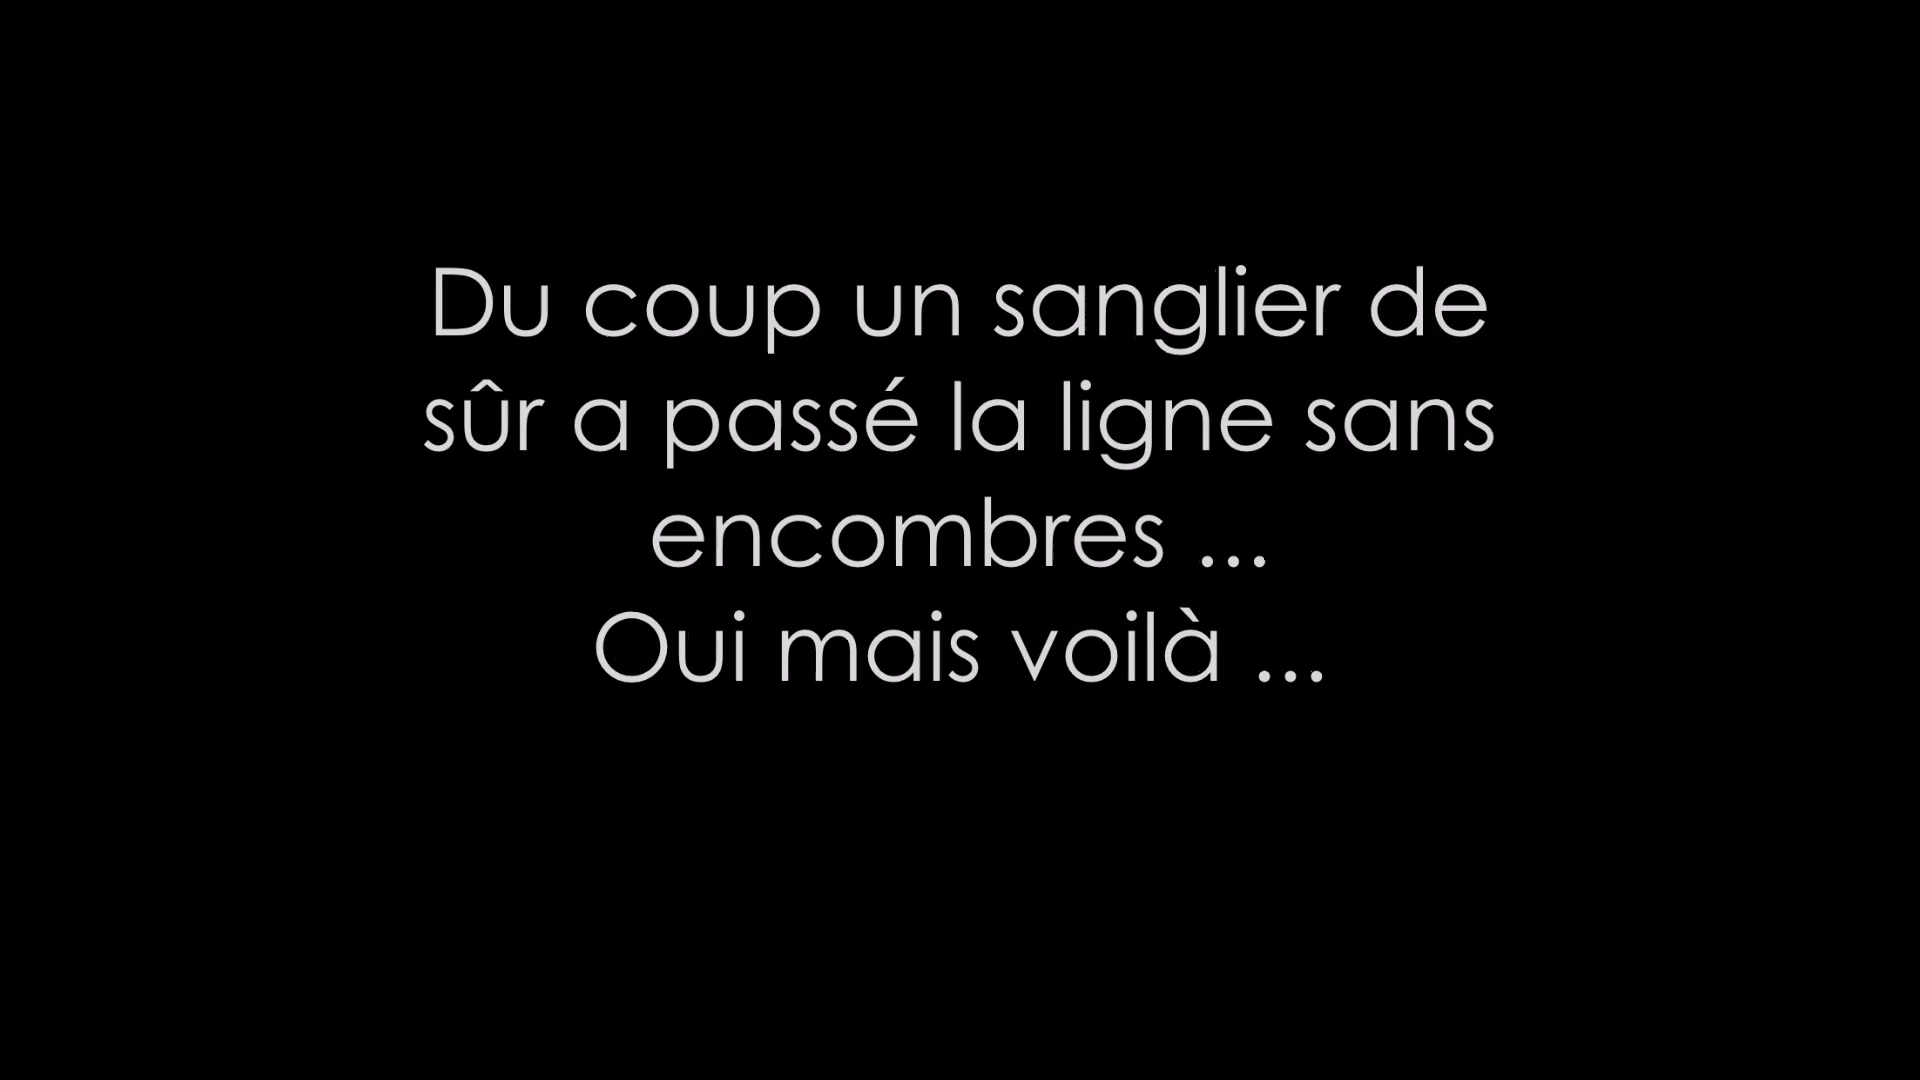 Du coup un sanglier de
sûr a passé la ligne sans
encombres ...
Oui mais voilà ...